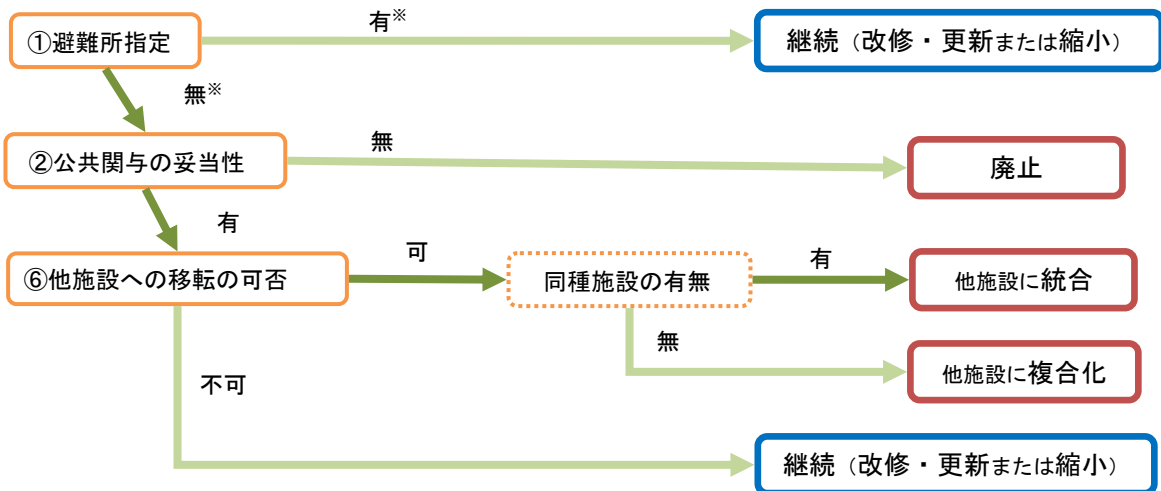 ①避難所指定
有※
継続（改修・更新または縮小）
無※
②公共関与の妥当性
無
廃止
有
⑥他施設への移転の可否
可
同種施設の有無
有
他施設に統合
無
他施設に複合化
不可
継続（改修・更新または縮小）